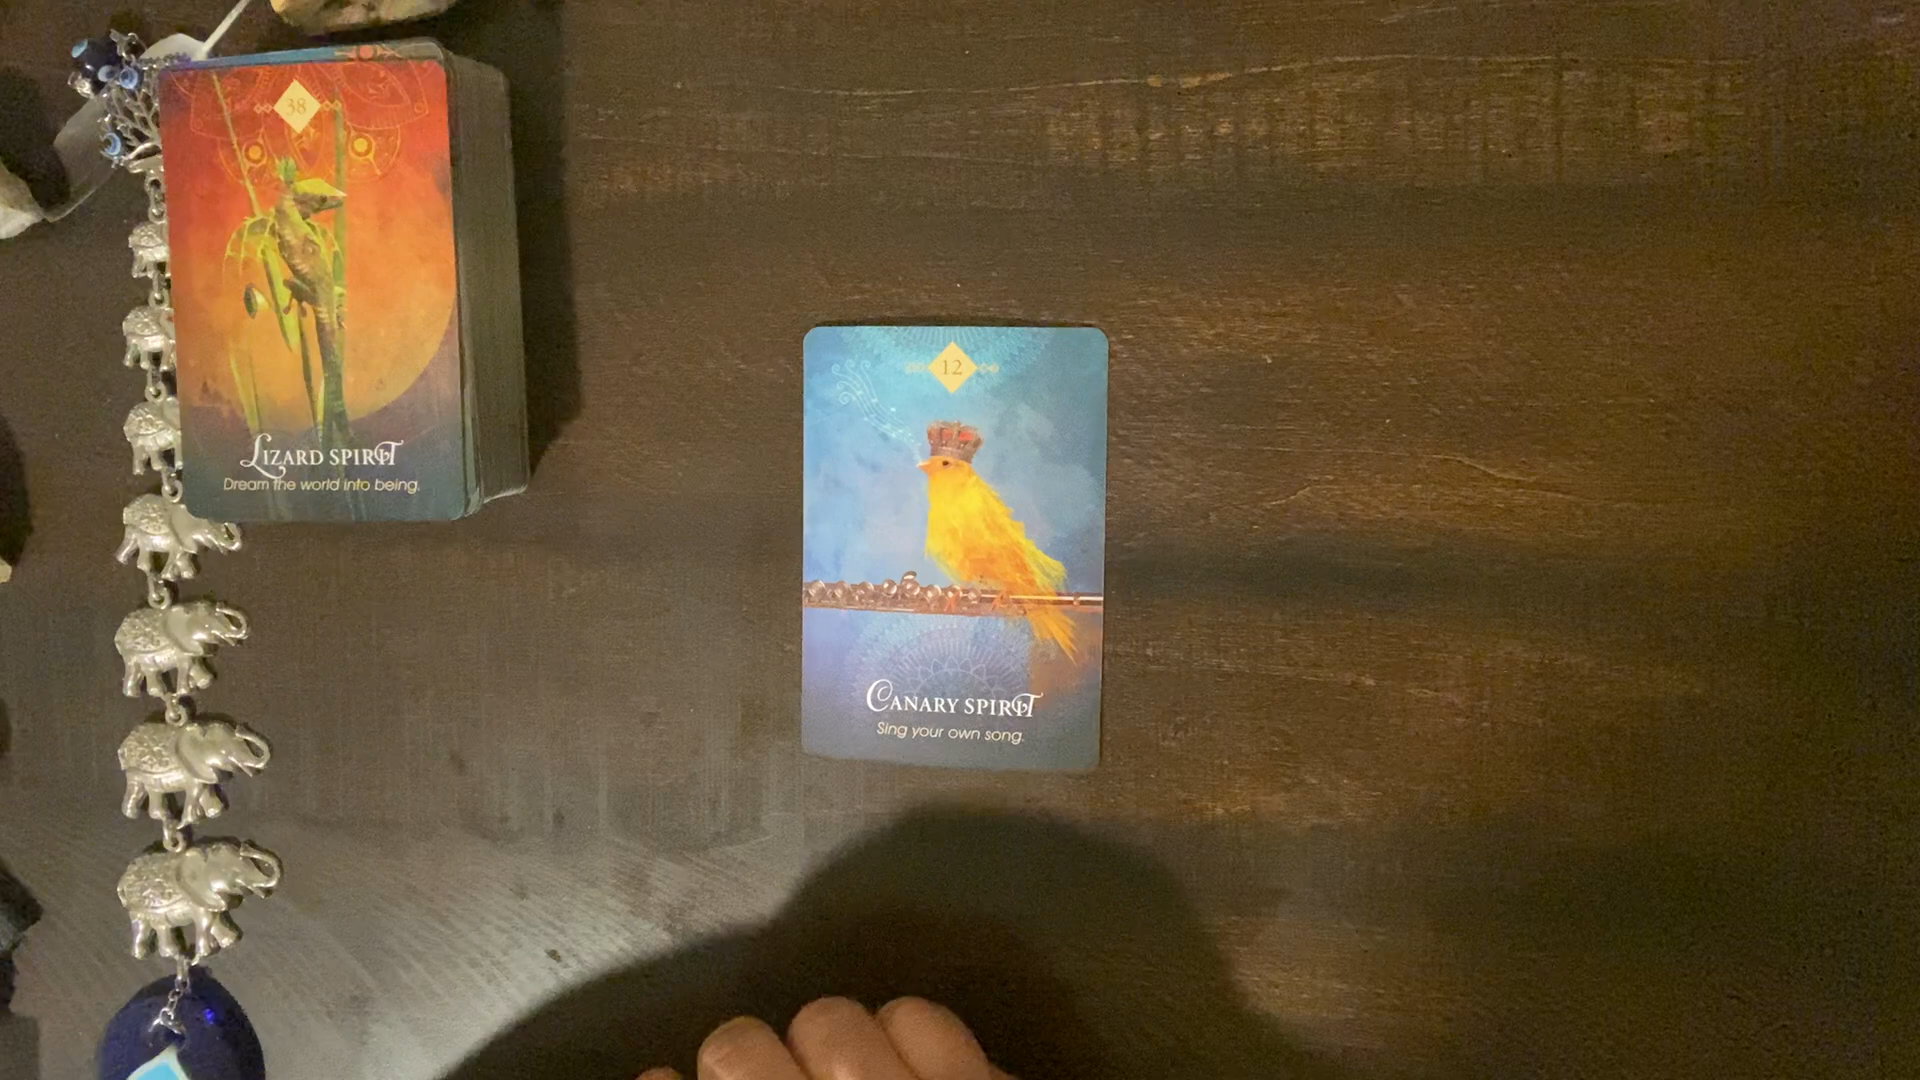 38
Lizard Spirit
Dream the world into being.
12
Canary Spirit
Sing your own song.